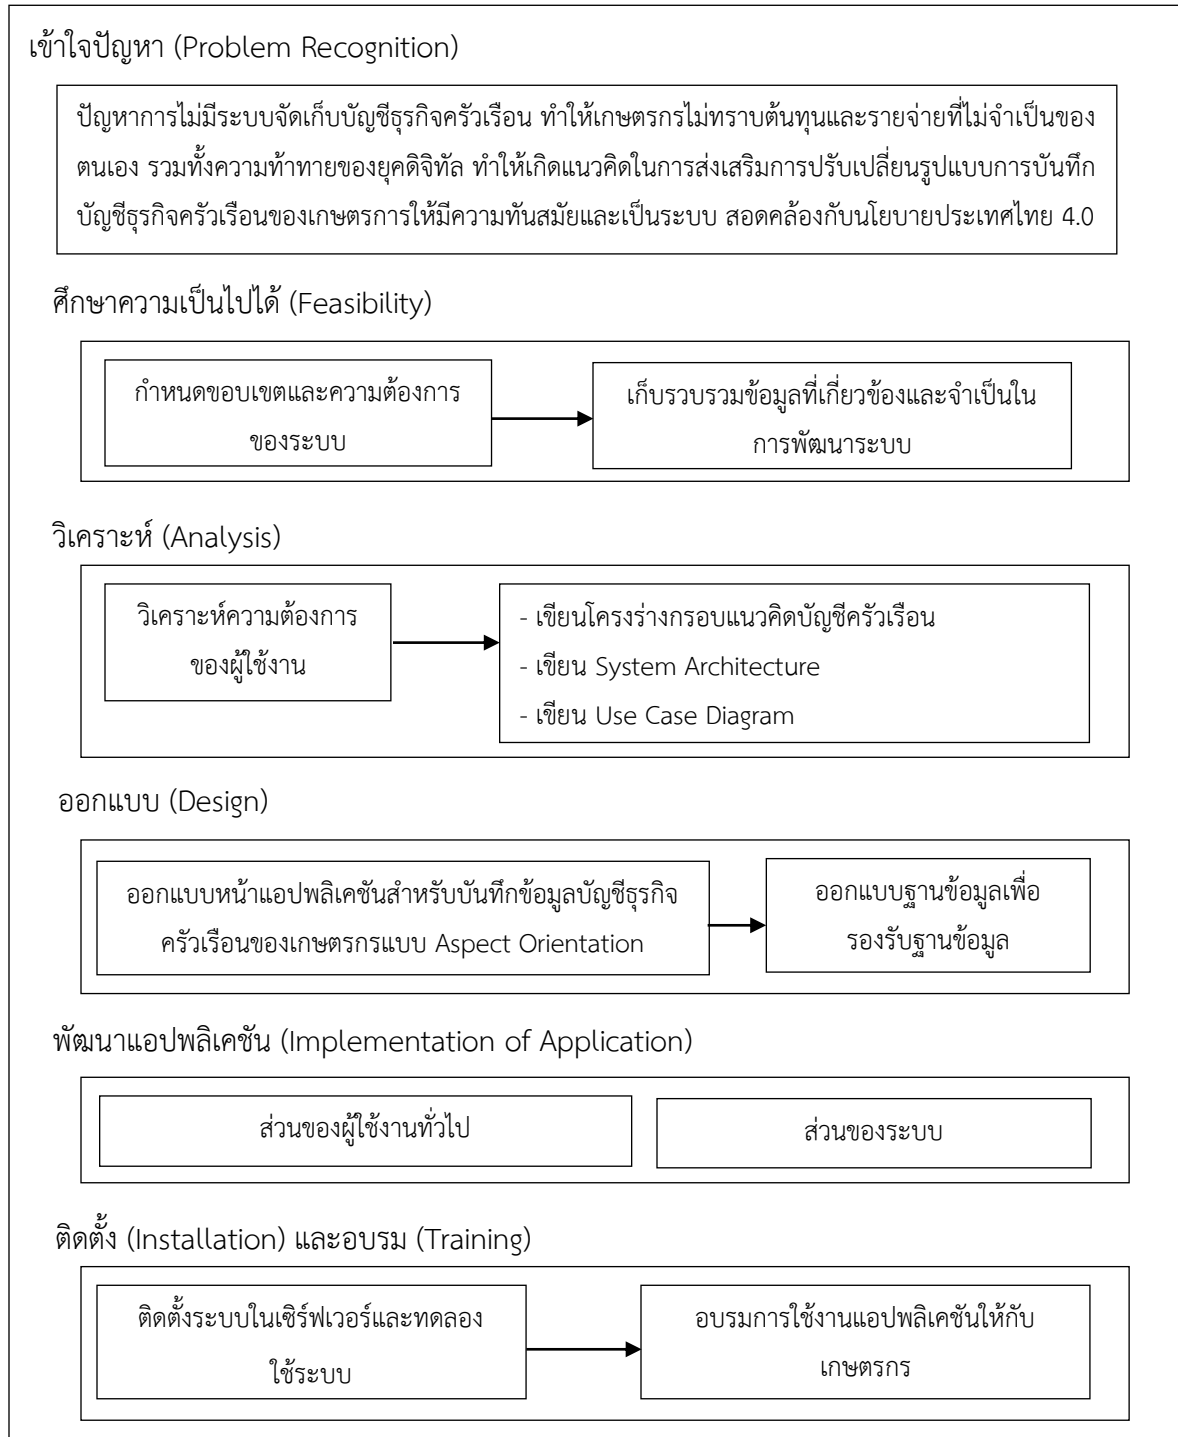 เข้าใจปัญหา (Problem Recognition)
ปัญหาการไม่มีระบบจัดเก็บบัญชีธุรกิจครัวเรือน ทำให้เกษตรกรไม่ทราบต้นทุนและรายจ่ายที่ไม่จำเป็นของ
ตนเอง รวมทั้งความท้าทายของยุคดิจิทัล ทำให้เกิดแนวคิดในการส่งเสริมการปรับเปลี่ยนรูปแบบการบันทึก
บัญชีธุรกิจครัวเรือนของเกษตรการให้มีความทันสมัยและเป็นระบบ สอดคล้องกับนโยบายประเทศไทย 4.0
ศึกษาความเป็นไปได้ (Feasibility)
กำหนดขอบเขตและความต้องการ
ของระบบ
เก็บรวบรวมข้อมูลที่เกี่ยวข้องและจำเป็นใน
การพัฒนาระบบ
วิเคราะห์ (Analysis)
วิเคราะห์ความต้องการ
ของผู้ใช้งาน
- เขียนโครงร่างกรอบแนวคิดบัญชีครัวเรือน
- เขียน System Architecture
- เขียน Use Case Diagram
ออกแบบ (Design)
ออกแบบหน้าแอปพลิเคชันสำหรับบันทึกข้อมูลบัญชีธุรกิจ
ครัวเรือนของเกษตรกรแบบ Aspect Orientation
ออกแบบฐานข้อมูลเพื่อ
รองรับฐานข้อมูล
พัฒนาแอปพลิเคชัน (Implementation of Application)
ส่วนของผู้ใช้งานทั่วไป
ส่วนของระบบ
ติดตั้ง (Installation) และอบรม (Training)
ติดตั้งระบบในเซิร์ฟเวอร์และทดลอง
ใช้ระบบ
อบรมการใช้งานแอปพลิเคชันให้กับ
เกษตรกร